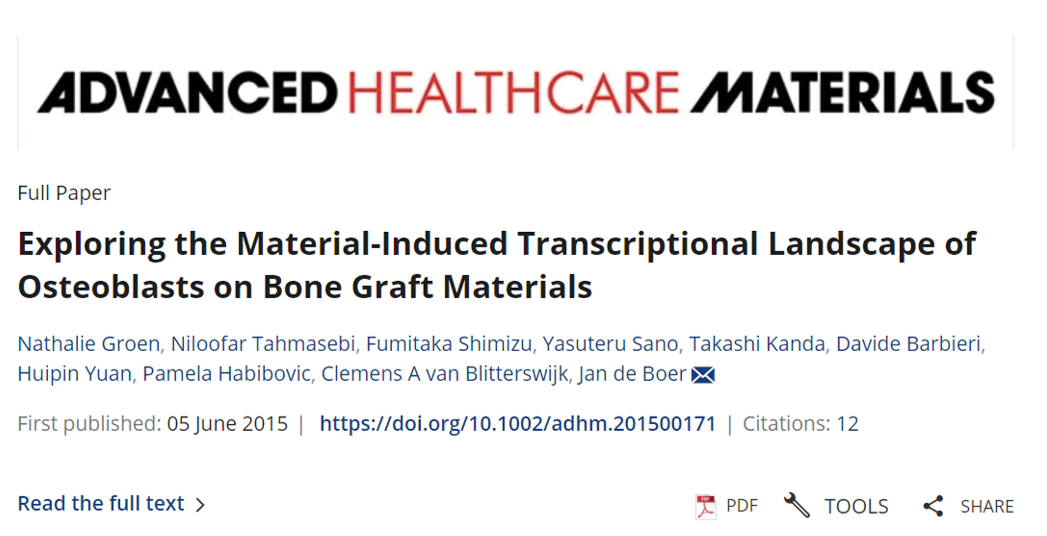 ADVANCED HEALTHCARE MATERIALS
Full Paper
Exploring the Material-Induced Transcriptional Landscape of
Osteoblasts on Bone Graft Materials
Nathalie Groen, Niloofar Tahmasebi, Fumitaka Shimizu, Yasuteru Sano, Takashi Kanda, Davide Barbieri,
Huipin Yuan, Pamela Habibovic, Clemens A van Blitterswijk, Jan de Boer
First published: 05 June 2015 | https://doi.org/10.1002/adhm.201500171 | Citations: 12
Read the full text > PDF TOOLS SHARE